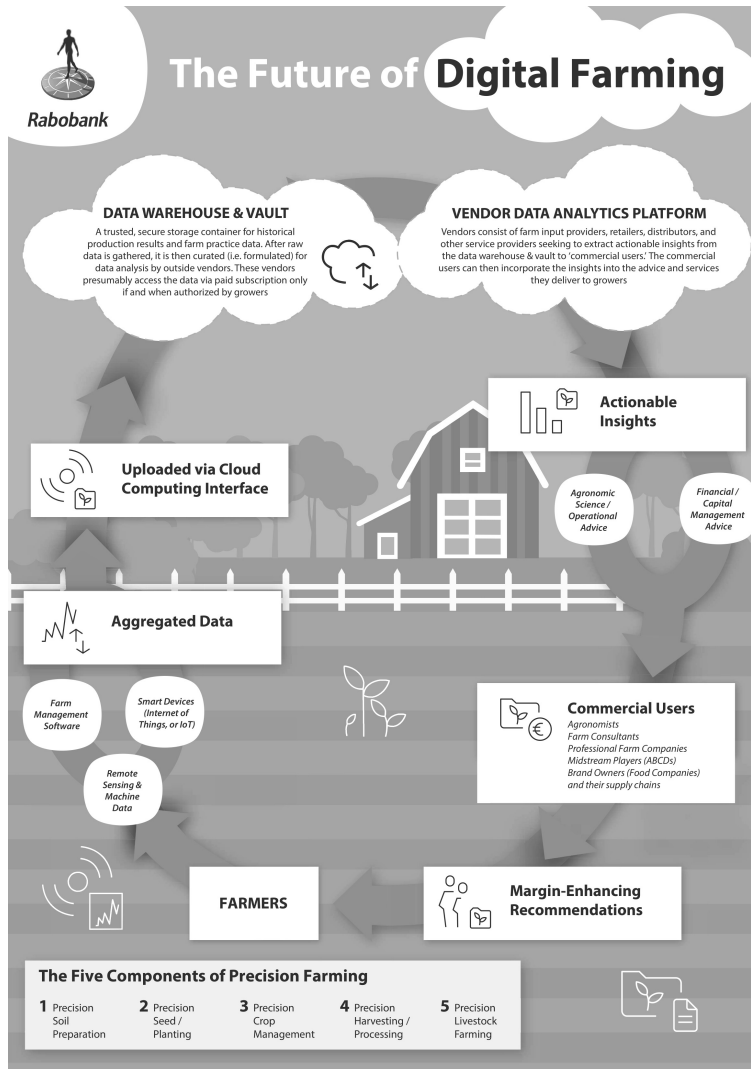 Rabobank
The Future of Digital Farming
DATA WAREHOUSE & VAULT
A trusted, secure storage container for historical
production results and farm practice data. After raw
data is gathered, it is then curated (i.e. formulated) for
data analysis by outside vendors. These vendors
presumably access the data via paid subscription only
if and when authorized by growers
VENDOR DATA ANALYTICS PLATFORM
Vendors consist of farm input providers, retailers, distributors, and
other service providers seeking to extract actionable insights from
the data warehouse & vault to 'commercial users.' The commercial
users can then incorporate the insights into the advice and services
they deliver to growers
Actionable
Insights
Agronomic
Science /
Operational
Advice
Financial /
Capital
Management
Advice
Uploaded via Cloud
Computing Interface
Aggregated Data
Farm
Management
Software
Smart Devices
(Internet of
Things, or IoT)
Remote
Sensing &
Machine
Data
Commercial Users
Agronomists
Farm Consultants
Professional Farm Companies
Midstream Players (ABCDs)
Brand Owners (Food Companies)
and their supply chains
€
FARMERS
Margin-Enhancing
Recommendations
The Five Components of Precision Farming
1 Precision
Soil
Preparation
2 Precision
Seed /
Planting
3 Precision
Crop
Management
4 Precision
Harvesting /
Processing
5 Precision
Livestock
Farming